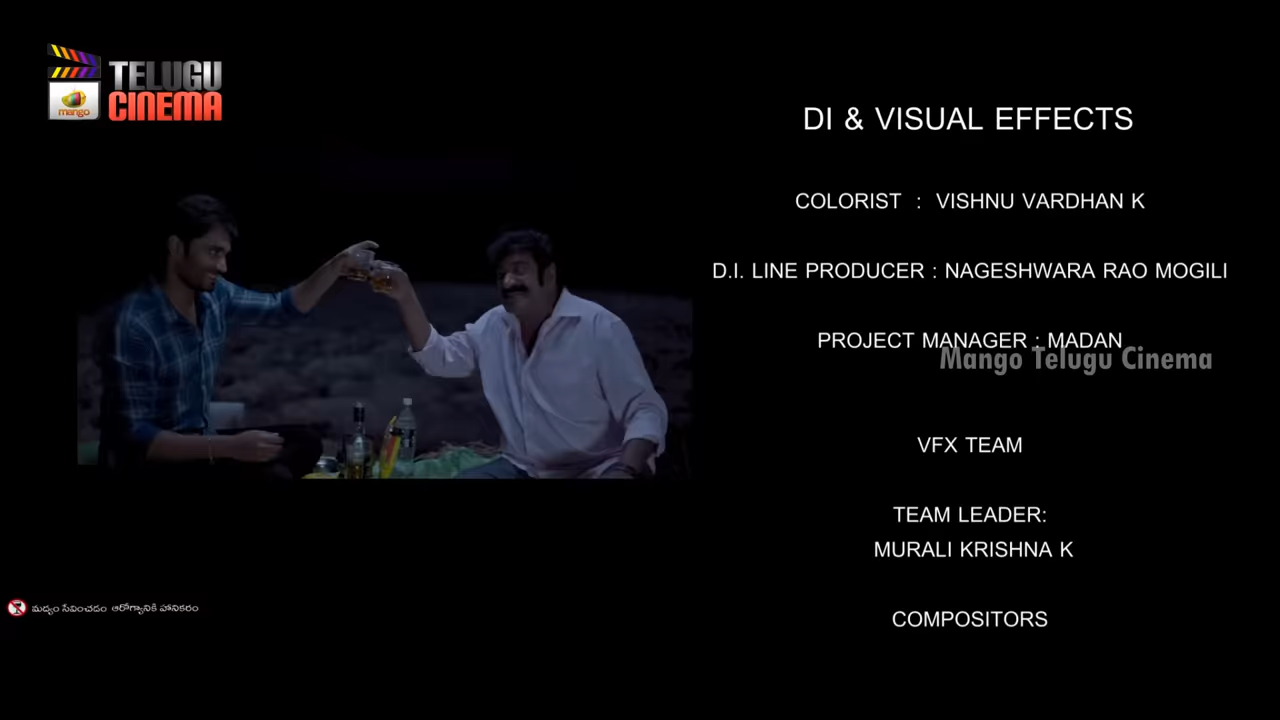 TELUGU
CINEMA
mango
DI & VISUAL EFFECTS
COLORIST : VISHNU VARDHAN K
D.I. LINE PRODUCER : NAGESHWARA RAO MOGILI
PROJECT MANAGER : MADAN
Mango Telugu Cinema
VFX TEAM
TEAM LEADER:
MURALI KRISHNA K
COMPOSITORS
మద్యం సేవించడం ఆరోగ్యానికి హానికరం